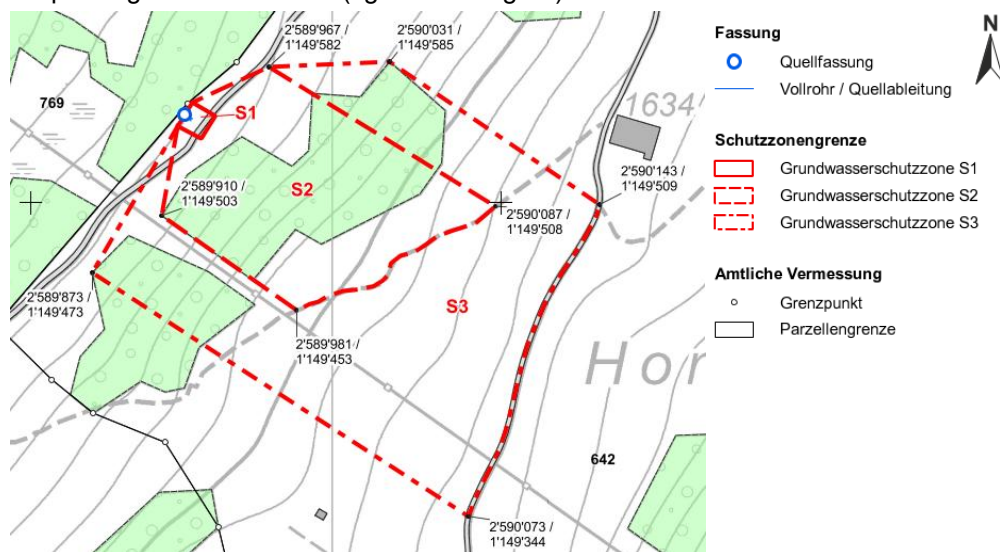 2'589'967 /
1'149'582
2'590'031 /
1'149'585
769
S1
1634
2'589'910 /
1'149'503
S2
2'590'143 /
1'149'509
2'590'087 /
1'149'508
2'589'873 /
1'149'473
S3
2'589'981 /
1'149'453
Hor
642
2'590'073 /
1'149'344
Fassung
Quellfassung
Vollrohr / Quellableitung
N
Schutzzonengrenze
Grundwasserschutzzone S1
Grundwasserschutzzone S2
Grundwasserschutzzone S3
Amtliche Vermessung
Grenzpunkt
Parzellengrenze